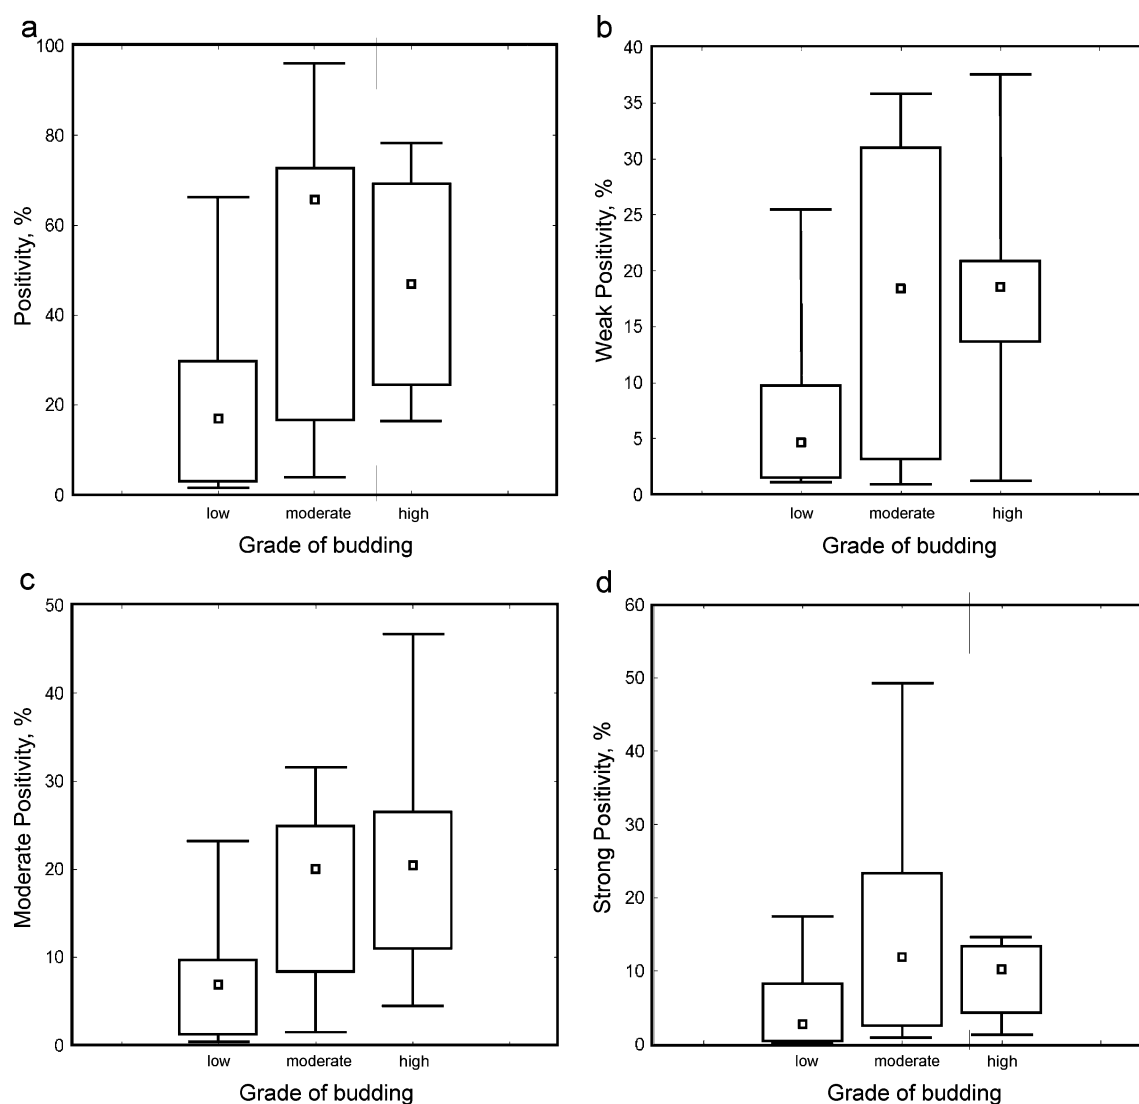 a
100
80
60
40
20
0
Positivity, %
low moderate high
Grade of budding
b
40
35
30
25
20
15
10
5
0
Weak Positivity, %
low moderate high
Grade of budding
c
50
40
30
20
10
0
Moderate Positivity, %
low moderate high
Grade of budding
d
60
50
40
30
20
10
0
Strong Positivity, %
low moderate high
Grade of budding